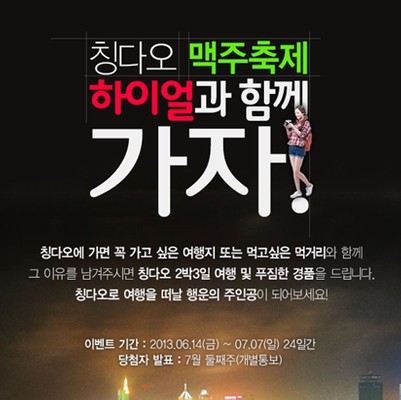 칭다오 맥주축제
하이얼과 함께
가자!
칭다오에 가면 꼭 가고 싶은 여행지 또는 먹고싶은 먹거리와 함께
그 이유를 남겨주시면 칭다오 2박3일 여행 및 푸짐한 경품을 드립니다.
칭다오로 여행을 떠날 행운의 주인공이 되어보세요!
이벤트 기간 : 2013.06.14(금) ~ 07.07(일) 24일간
당첨자 발표 : 7월 둘째주(개별통보)